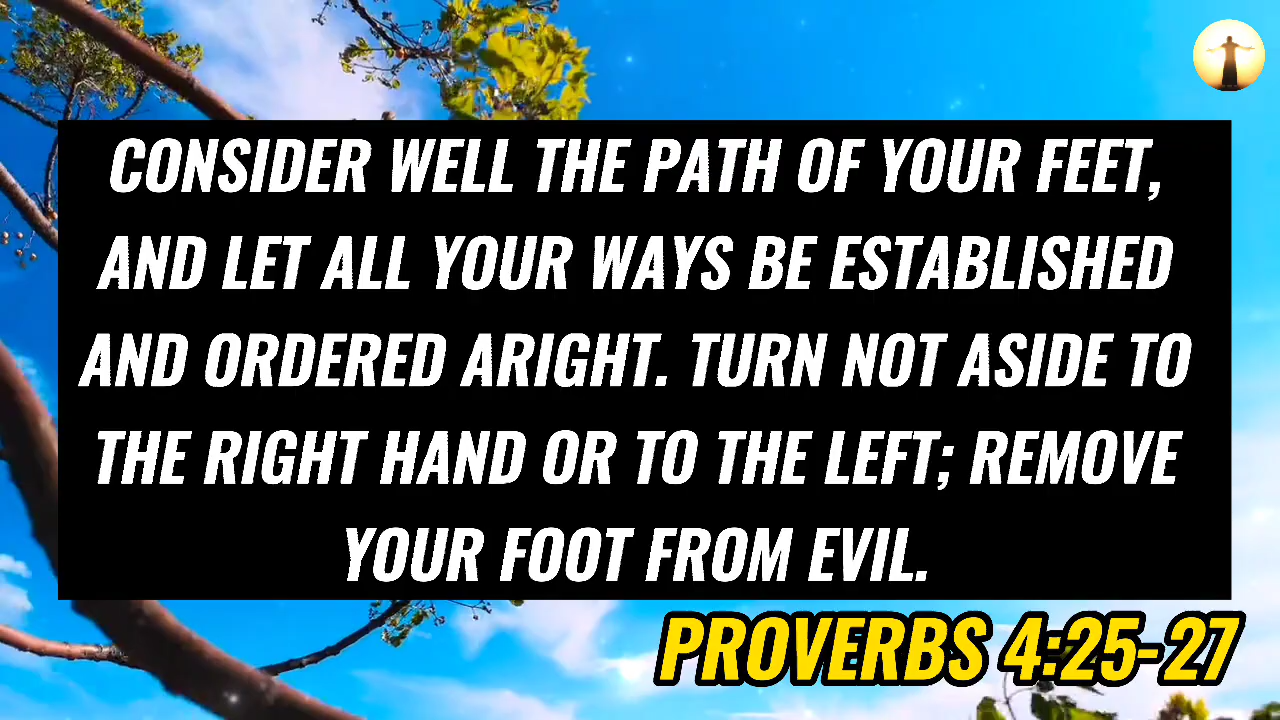 CONSIDER WELL THE PATH OF YOUR FEET,
AND LET ALL YOUR WAYS BE ESTABLISHED
AND ORDERED ARIGHT. TURN NOT ASIDE TO
THE RIGHT HAND OR TO THE LEFT; REMOVE
YOUR FOOT FROM EVIL.
PROVERBS 4:25-27